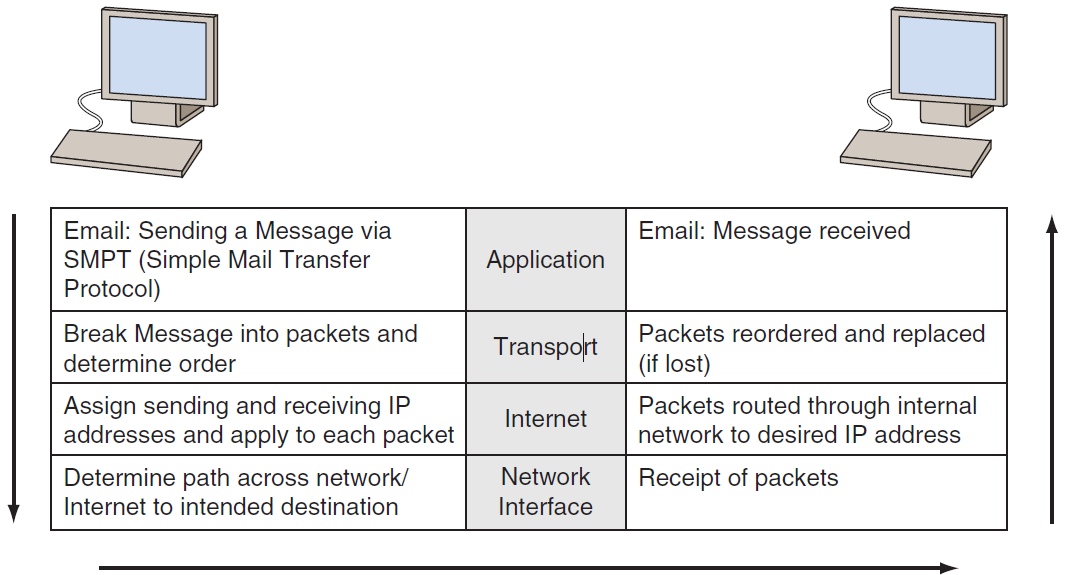 Email: Sending a Message via
SMPT (Simple Mail Transfer
Protocol)
Application
Email: Message received
Break Message into packets and
determine order
Transport
Packets reordered and replaced
(if lost)
Assign sending and receiving IP
addresses and apply to each packet
Internet
Packets routed through internal
network to desired IP address
Determine path across network/
Internet to intended destination
Network
Interface
Receipt of packets